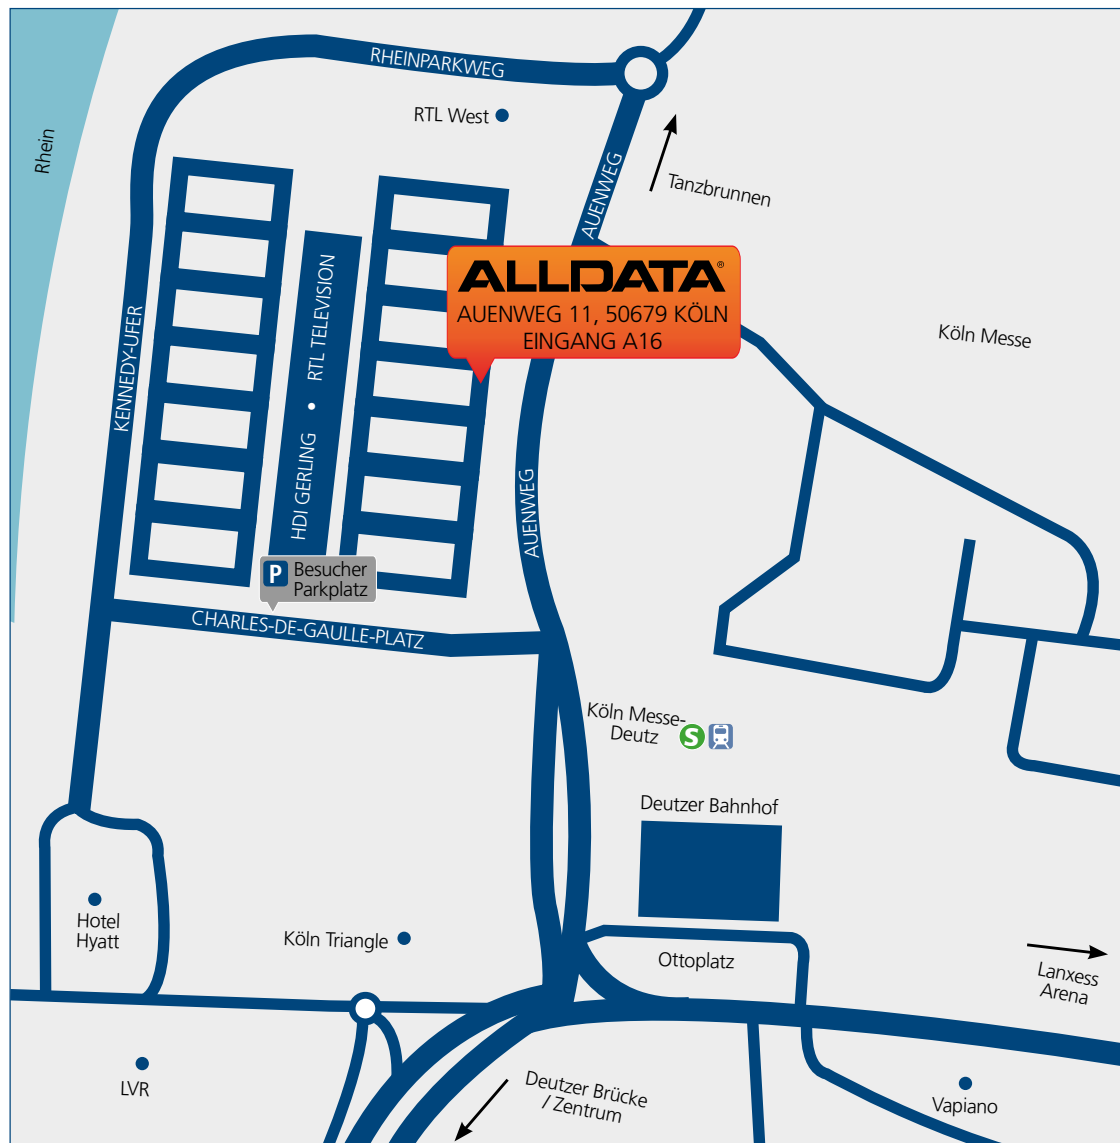 RHEINPARKWEG
RTL West
Rhein
AUENWEG
Tanzbrunnen
ALLDATA®
AUENWEG 11, 50679 KÖLN
EINGANG A16
KENNEDY-UFER
HDI GERLING • RTL TELEVISION
Köln Messe
AUENWEG
P Besucher
Parkplatz
CHARLES-DE-GAULLE-PLATZ
Köln Messe-
Deutz S
Deutzer Bahnhof
Hotel
Hyatt
Köln Triangle
Ottoplatz
Lanxess
Arena
LVR
Deutzer Brücke
/ Zentrum
Vapiano